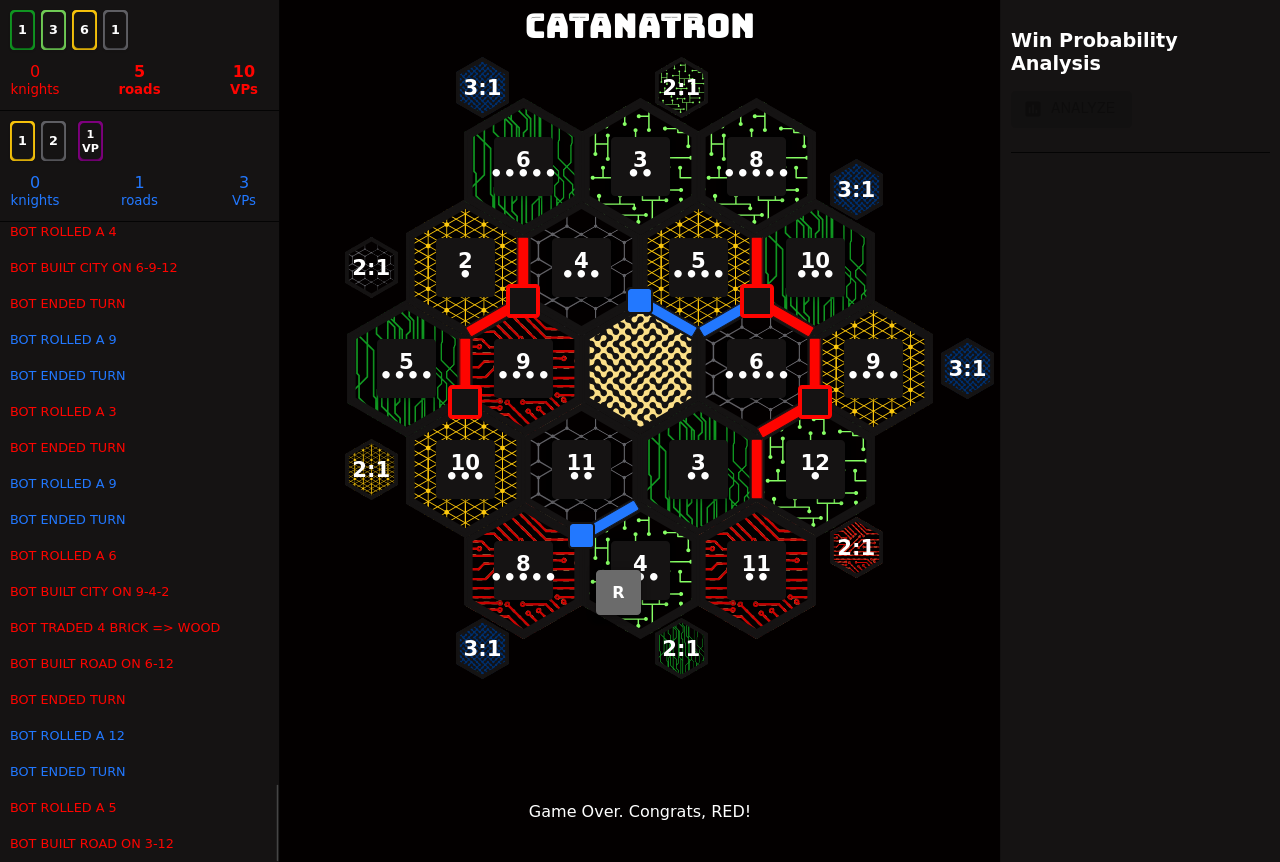 1 3 6 1
0 5 10
knights roads VPs
1 2 1 VP
0 1 3
knights roads VPs
BOT ROLLED A 4
BOT BUILT CITY ON 6-9-12
BOT ENDED TURN
BOT ROLLED A 9
BOT ENDED TURN
BOT ROLLED A 3
BOT ENDED TURN
BOT ROLLED A 9
BOT ENDED TURN
BOT ROLLED A 6
BOT BUILT CITY ON 9-4-2
BOT TRADED 4 BRICK => WOOD
BOT BUILT ROAD ON 6-12
BOT ENDED TURN
BOT ROLLED A 12
BOT ENDED TURN
BOT ROLLED A 5
BOT BUILT ROAD ON 3-12
CATANATRON
3:1 2:1
6 3 8
3:1
2:1 2 4 5 10
5 9 6 9 3:1
2:1 10 11 3 12
2:1
8 4 11
R
3:1 2:1
Game Over. Congrats, RED!
Win Probability
Analysis
ANALYZE